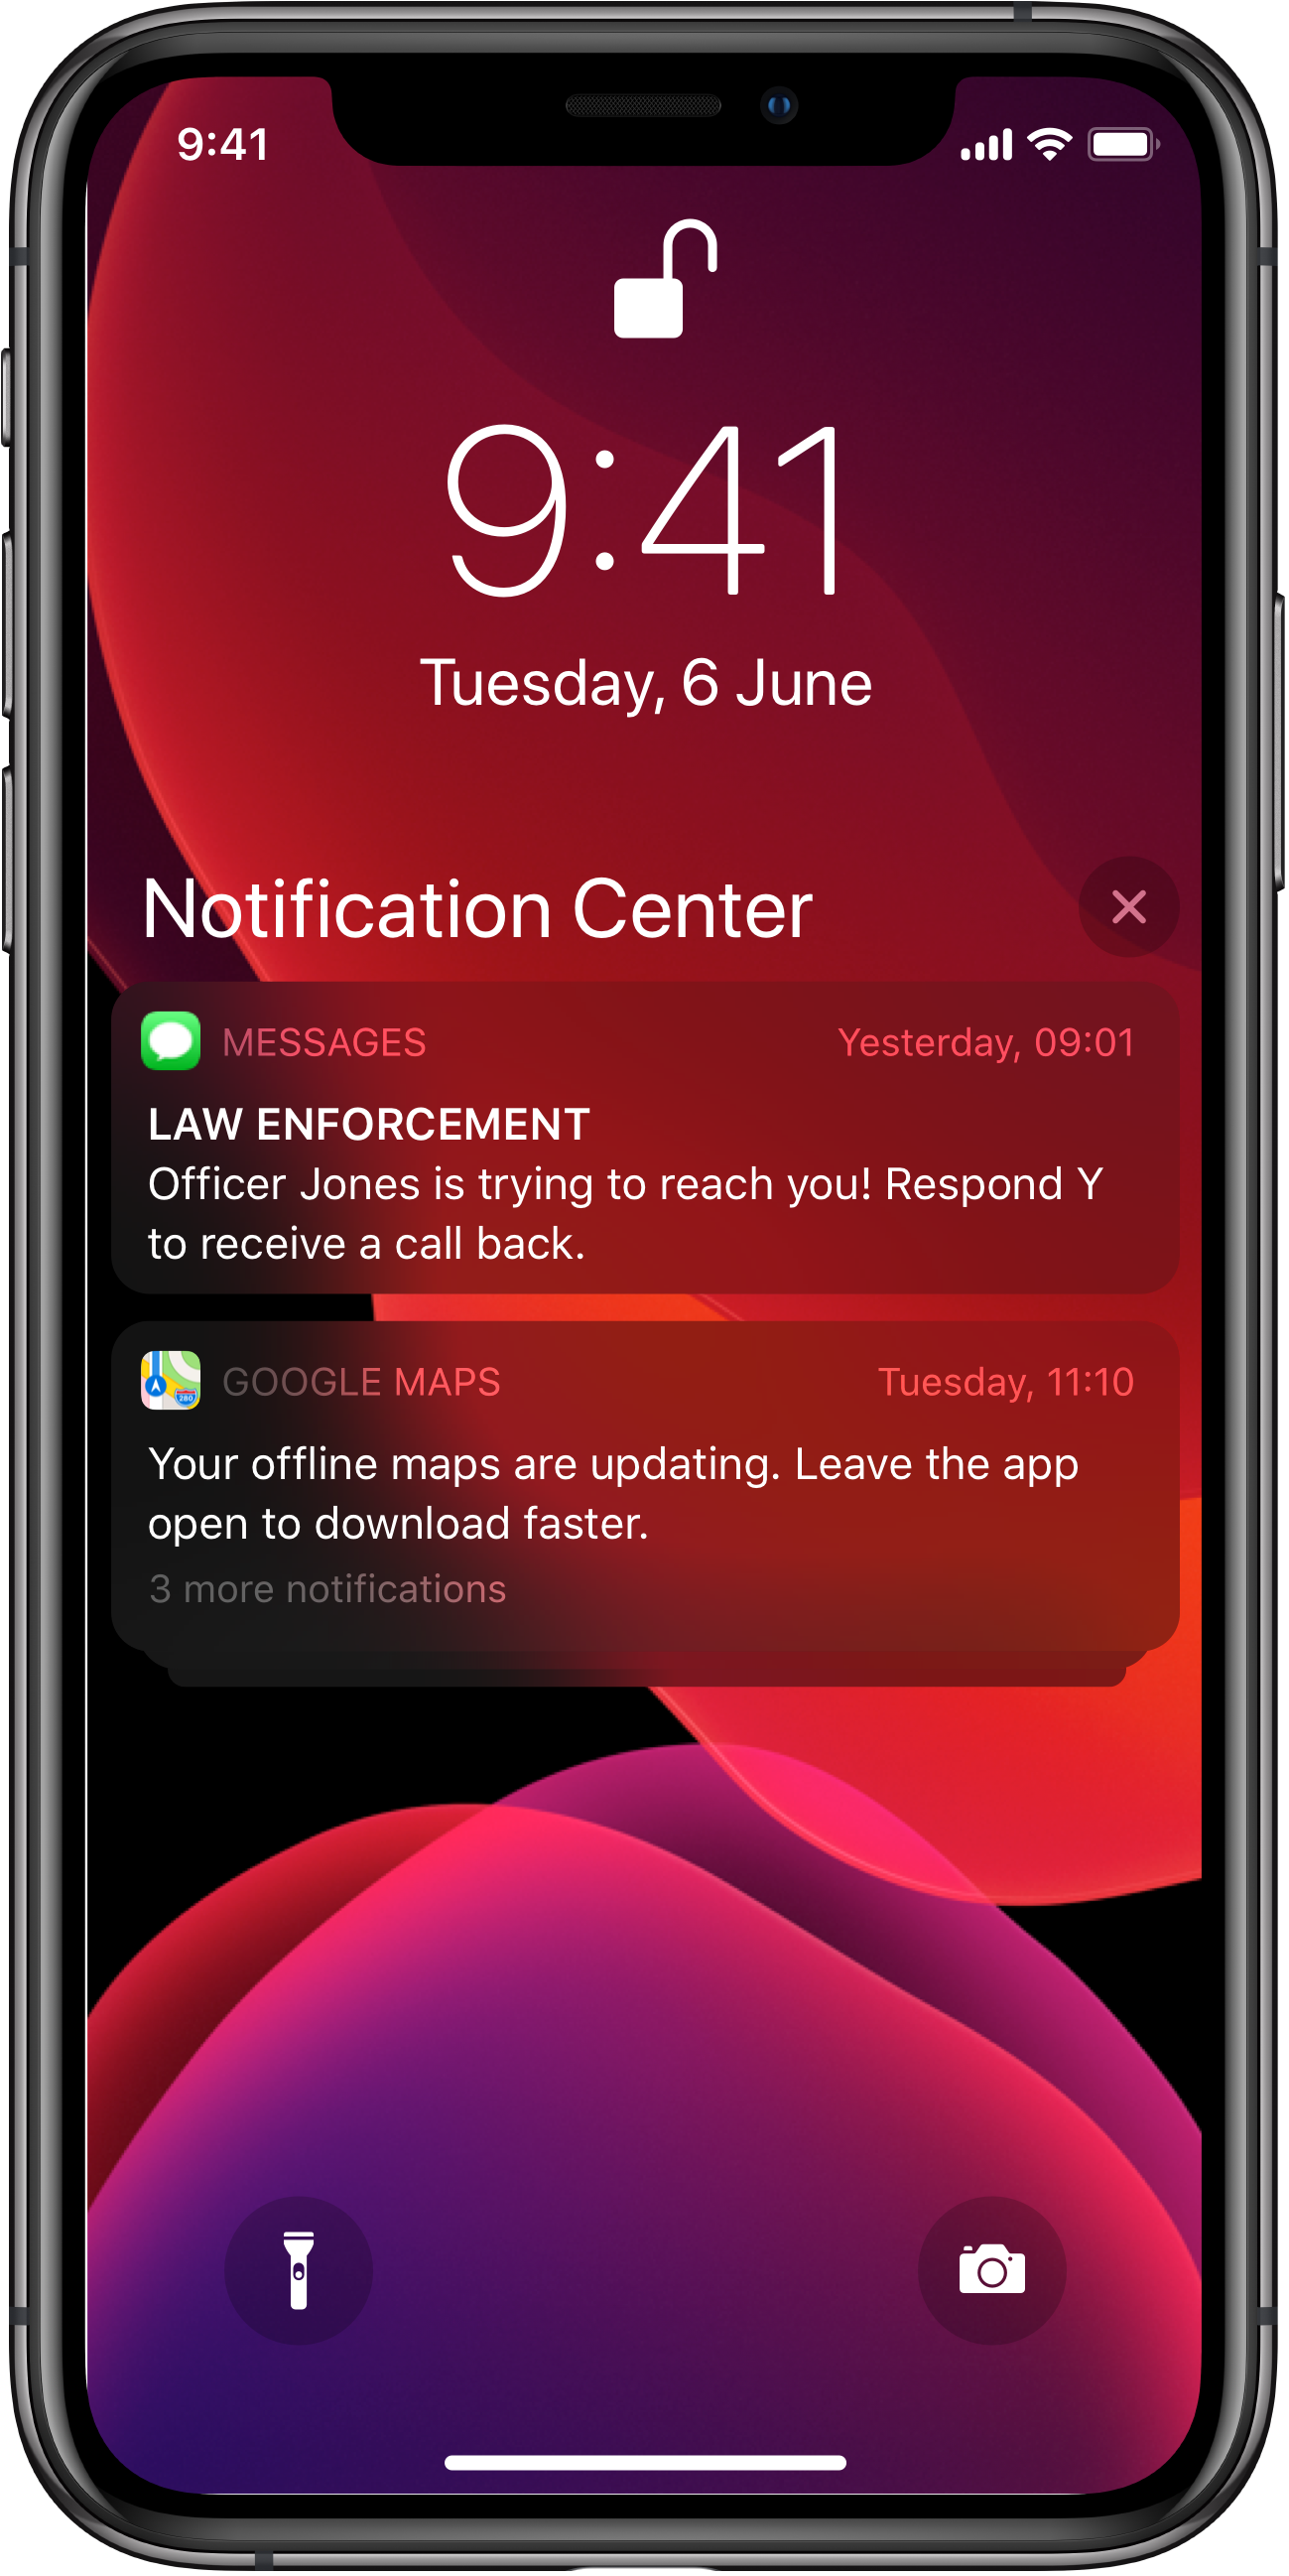 9:41
9:41
Tuesday, 6 June
Notification Center
MESSAGES Yesterday, 09:01
LAW ENFORCEMENT
Officer Jones is trying to reach you! Respond Y
to receive a call back.
GOOGLE MAPS Tuesday, 11:10
280
Your offline maps are updating. Leave the app
open to download faster.
3 more notifications